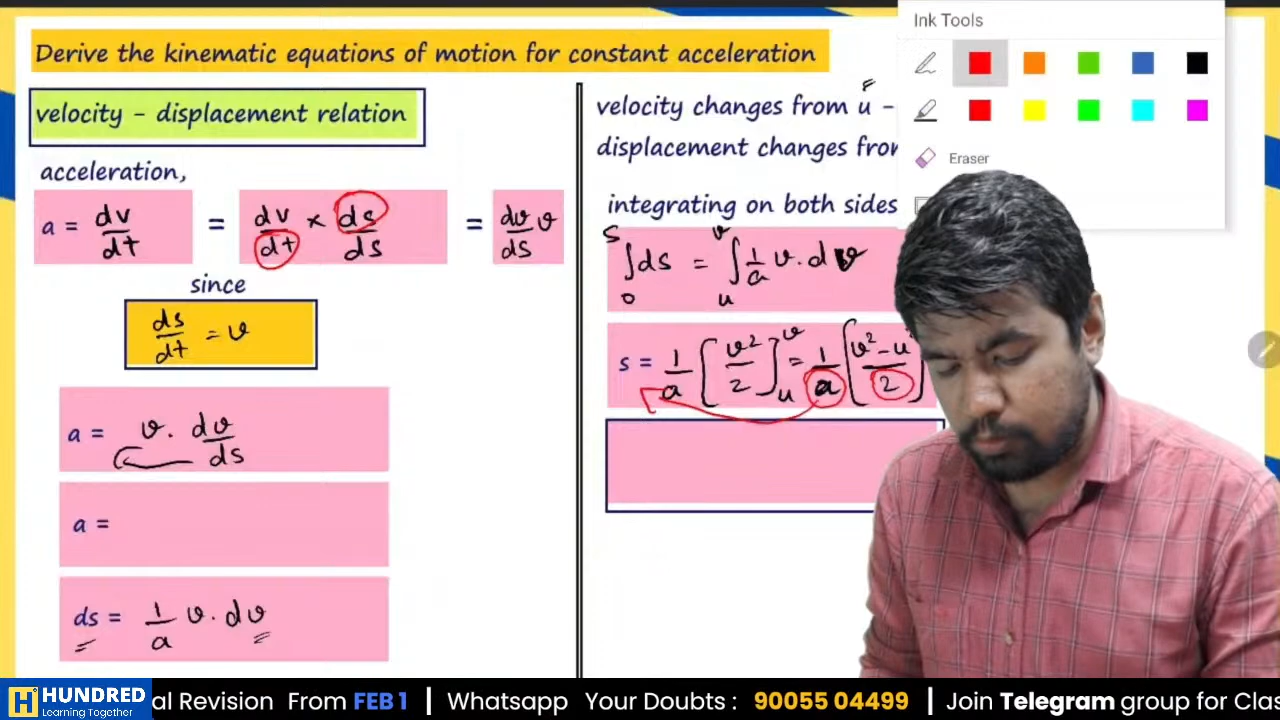 Derive the kinematic equations of motion for constant acceleration
velocity - displacement relation
acceleration,
a = dv/dt = dv/dt × ds/ds = dv/ds v
since
ds/dt = v
a = v. dv/ds
a =
ds = 1/a v. dv
velocity changes from u -
displacement changes from
integrating on both sides
∫₀ˢ ds = ∫ᵤᵛ 1/a v. dv
s = 1/a [v²/2]ᵤᵛ = 1/a [v² - u²/2]
Ink Tools
Eraser
H HUNDRED
Learning Together
al Revision From FEB 1 | Whatsapp Your Doubts : 90055 04499 | Join Telegram group for Clas